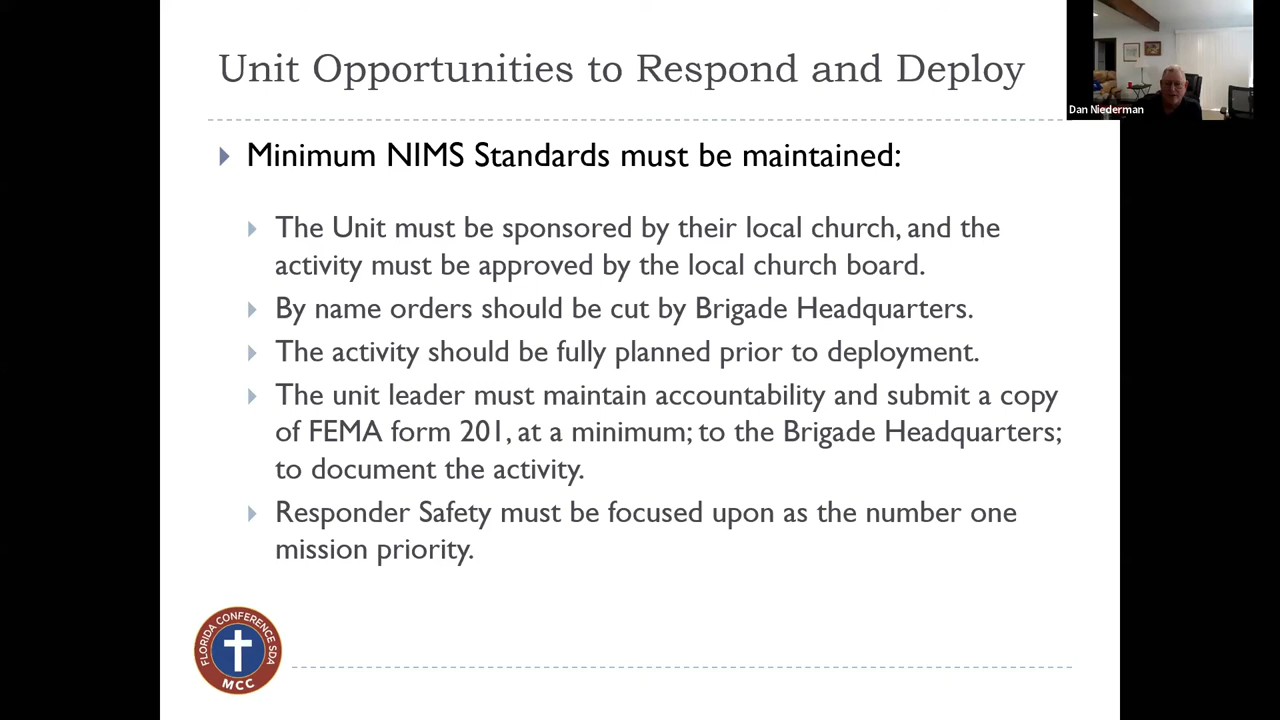 Unit Opportunities to Respond and Deploy
Dan Niederman
Minimum NIMS Standards must be maintained:
The Unit must be sponsored by their local church, and the
activity must be approved by the local church board.
By name orders should be cut by Brigade Headquarters.
The activity should be fully planned prior to deployment.
The unit leader must maintain accountability and submit a copy
of FEMA form 201, at a minimum; to the Brigade Headquarters;
to document the activity.
Responder Safety must be focused upon as the number one
mission priority.
FLORIDA CONFERENCE SDA
MCC